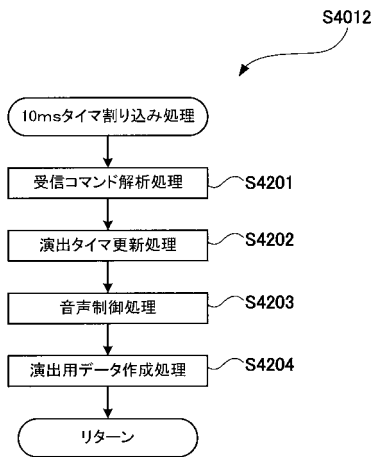 S4012
10msタイマ割り込み処理
受信コマンド解析処理 S4201
演出タイマ更新処理 S4202
音声制御処理 S4203
演出用データ作成処理 S4204
リターン